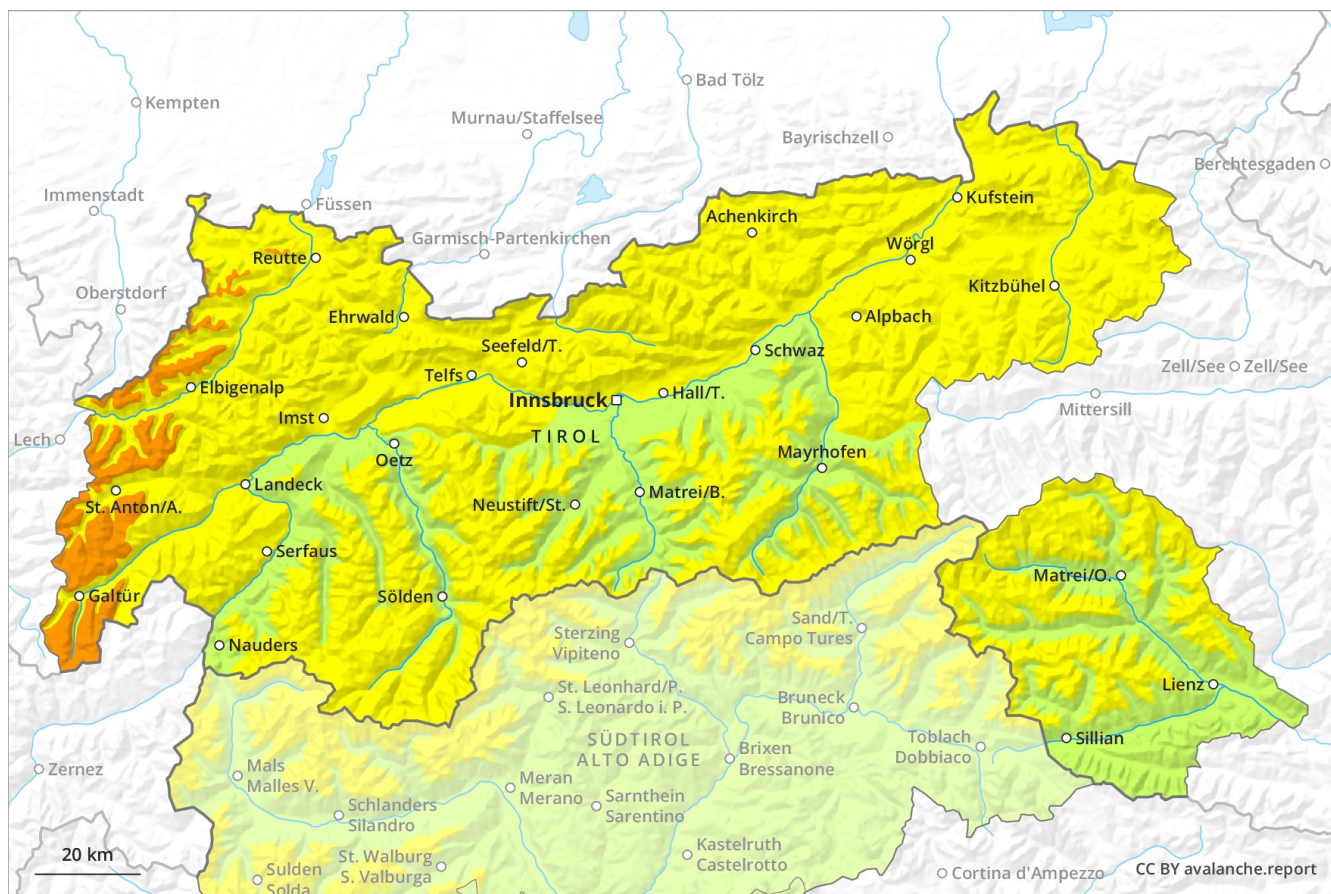 Kempten
Bad Tölz
Murnau/Staffelsee
Bayrischzell
Berchtesgaden
Immenstadt
Füssen
Kufstein
Achenkirch
Garmisch-Partenkirchen
Wörgl
Reutte
Oberstdorf
Kitzbühel
Ehrwald
Alpbach
Seefeld/T.
Schwaz
Telfs
Zell/See
Zell/See
Elbigenalp
Innsbruck
Hall/T.
Mittersill
Imst
Lech
TIROL
Oetz
Mayrhofen
Landeck
Matrei/B.
St. Anton/A.
Neustift/St.
Serfaus
Matrei/O.
Galtür
Sölden
Sand/T.
Campo Tures
Sterzing
Vipiteno
Nauders
Lienz
St. Leonhard/P.
S. Leonardo i. P.
Bruneck
Brunico
SÜDTIROL
ALTO ADIGE
Sillian
Toblach
Dobbiaco
Brixen
Bressanone
Zernez
Mals
Malles V.
Meran
Merano
Sarnthein
Sarentino
Schlanders
Silandro
Kastelruth
Castelrotto
20 km
St. Walburg
S. Valburga
Sulden
Solda
Cortina d'Ampezzo
CC BY avalanche.report